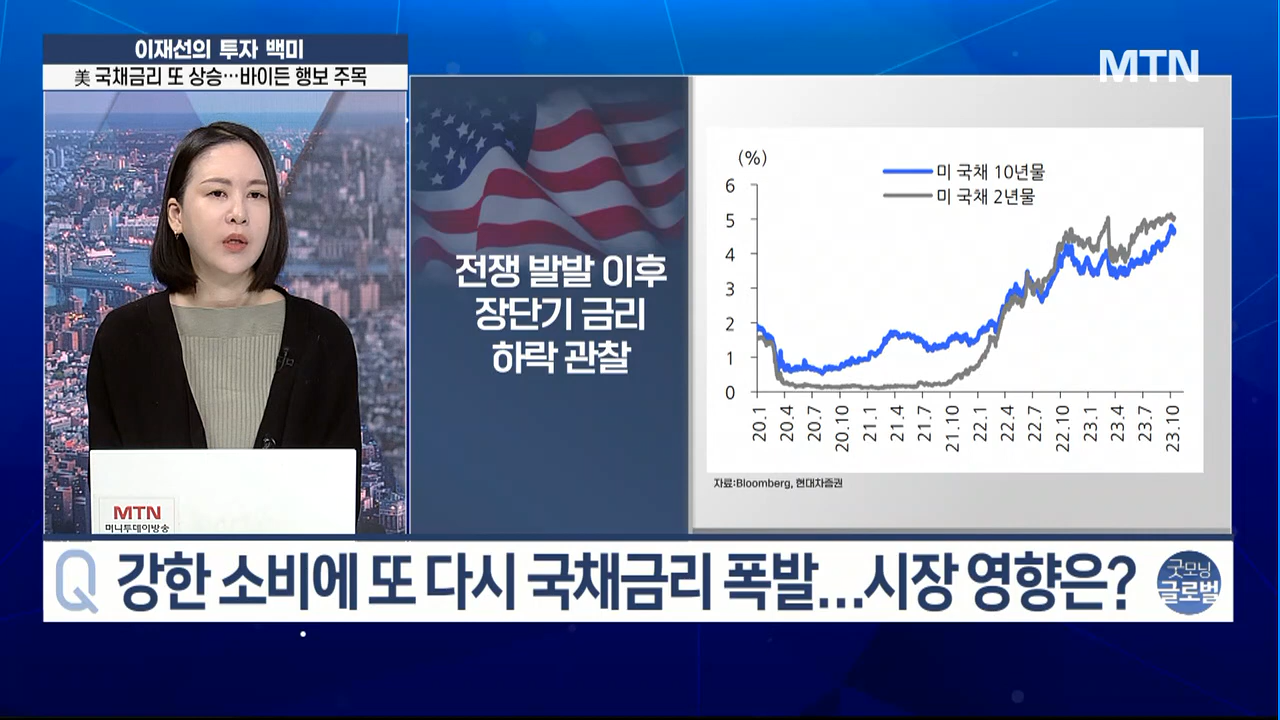 이재선의 투자 백미
美 국채금리 또 상승…바이든 행보 주목
MTN
전쟁 발발 이후
장단기 금리
하락 관찰
(%)
미 국채 10년물
미 국채 2년물
6
5
4
3
2
1
0
20.1
20.4
20.7
20.10
21.1
21.4
21.7
21.10
22.1
22.4
22.7
22.10
23.1
23.4
23.7
23.10
자료:Bloomberg, 현대차증권
MTN
머니투데이방송
Q 강한 소비에 또 다시 국채금리 폭발...시장 영향은?
굿모닝
글로벌